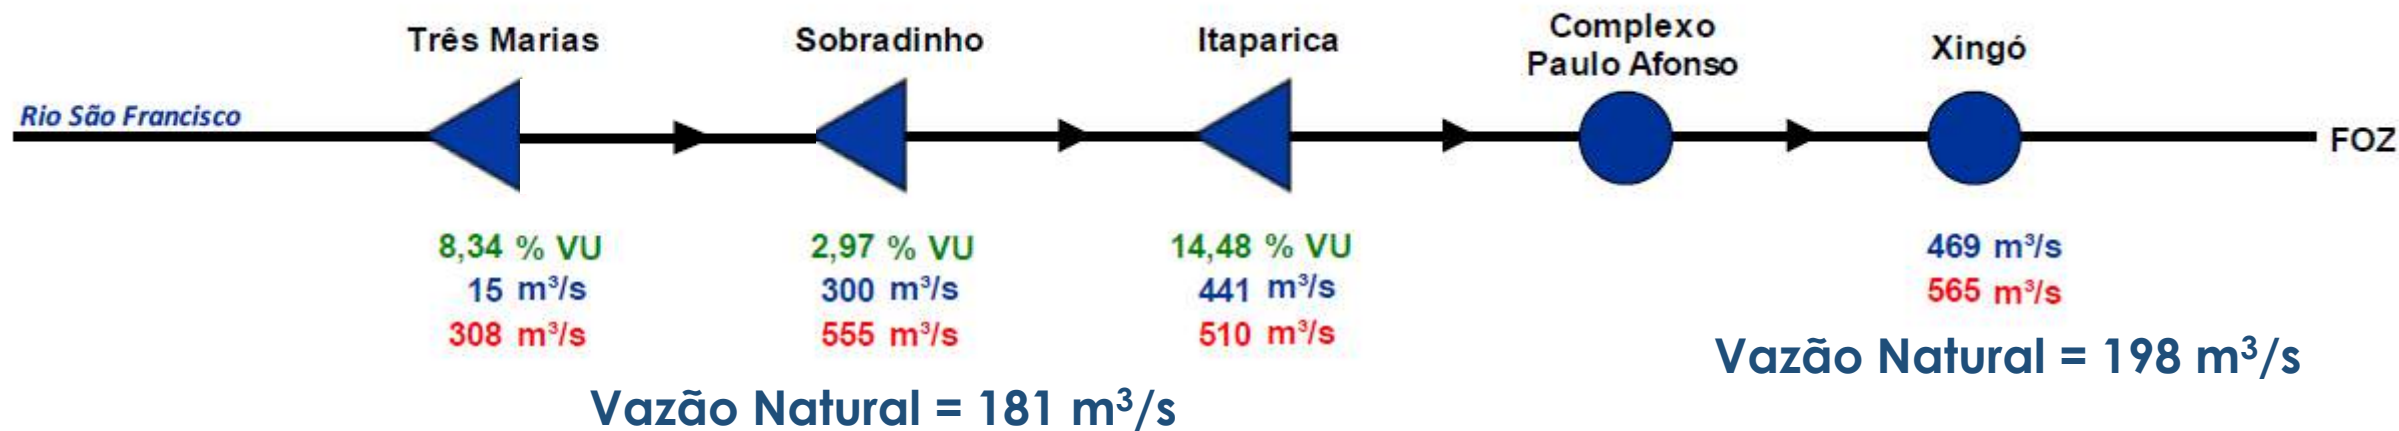 Rio São Francisco
Três Marias
Sobradinho
Itaparica
Complexo
Paulo Afonso
Xingó
FOZ
8,34 % VU
15 m³/s
308 m³/s
2,97 % VU
300 m³/s
555 m³/s
14,48 % VU
441 m³/s
510 m³/s
469 m³/s
565 m³/s
Vazão Natural = 198 m³/s
Vazão Natural = 181 m³/s